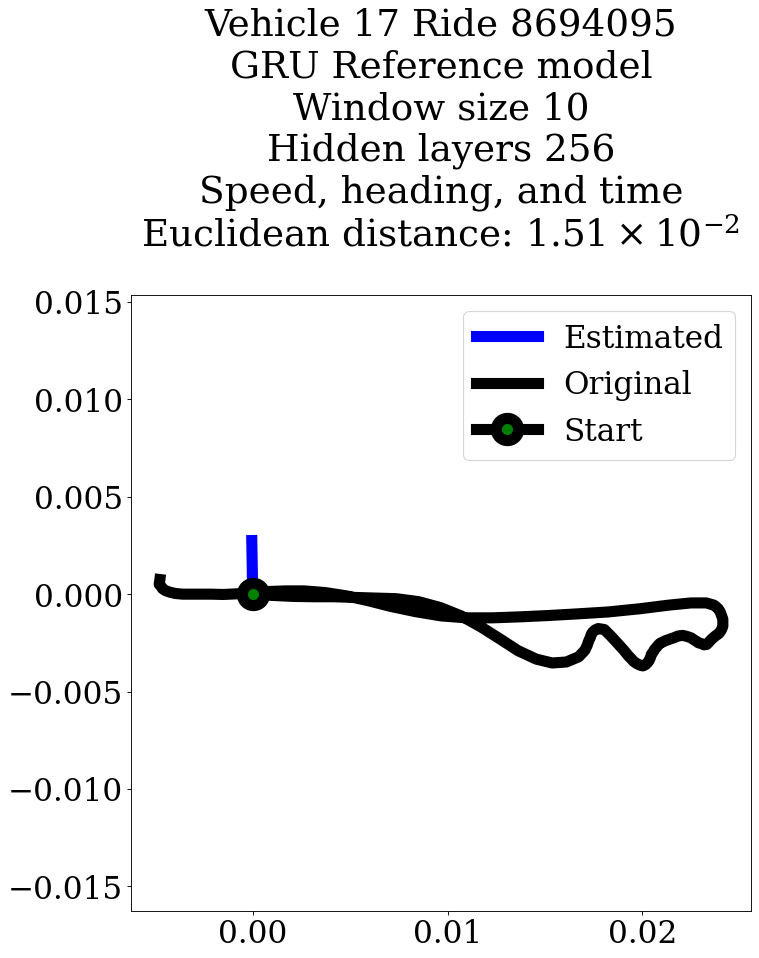 Vehicle 17 Ride 8694095
GRU Reference model
Window size 10
Hidden layers 256
Speed, heading, and time
Euclidean distance: 1.51 × 10⁻²
0.015
0.010
0.005
0.000
−0.005
−0.010
−0.015
Estimated
Original
Start
0.00 0.01 0.02